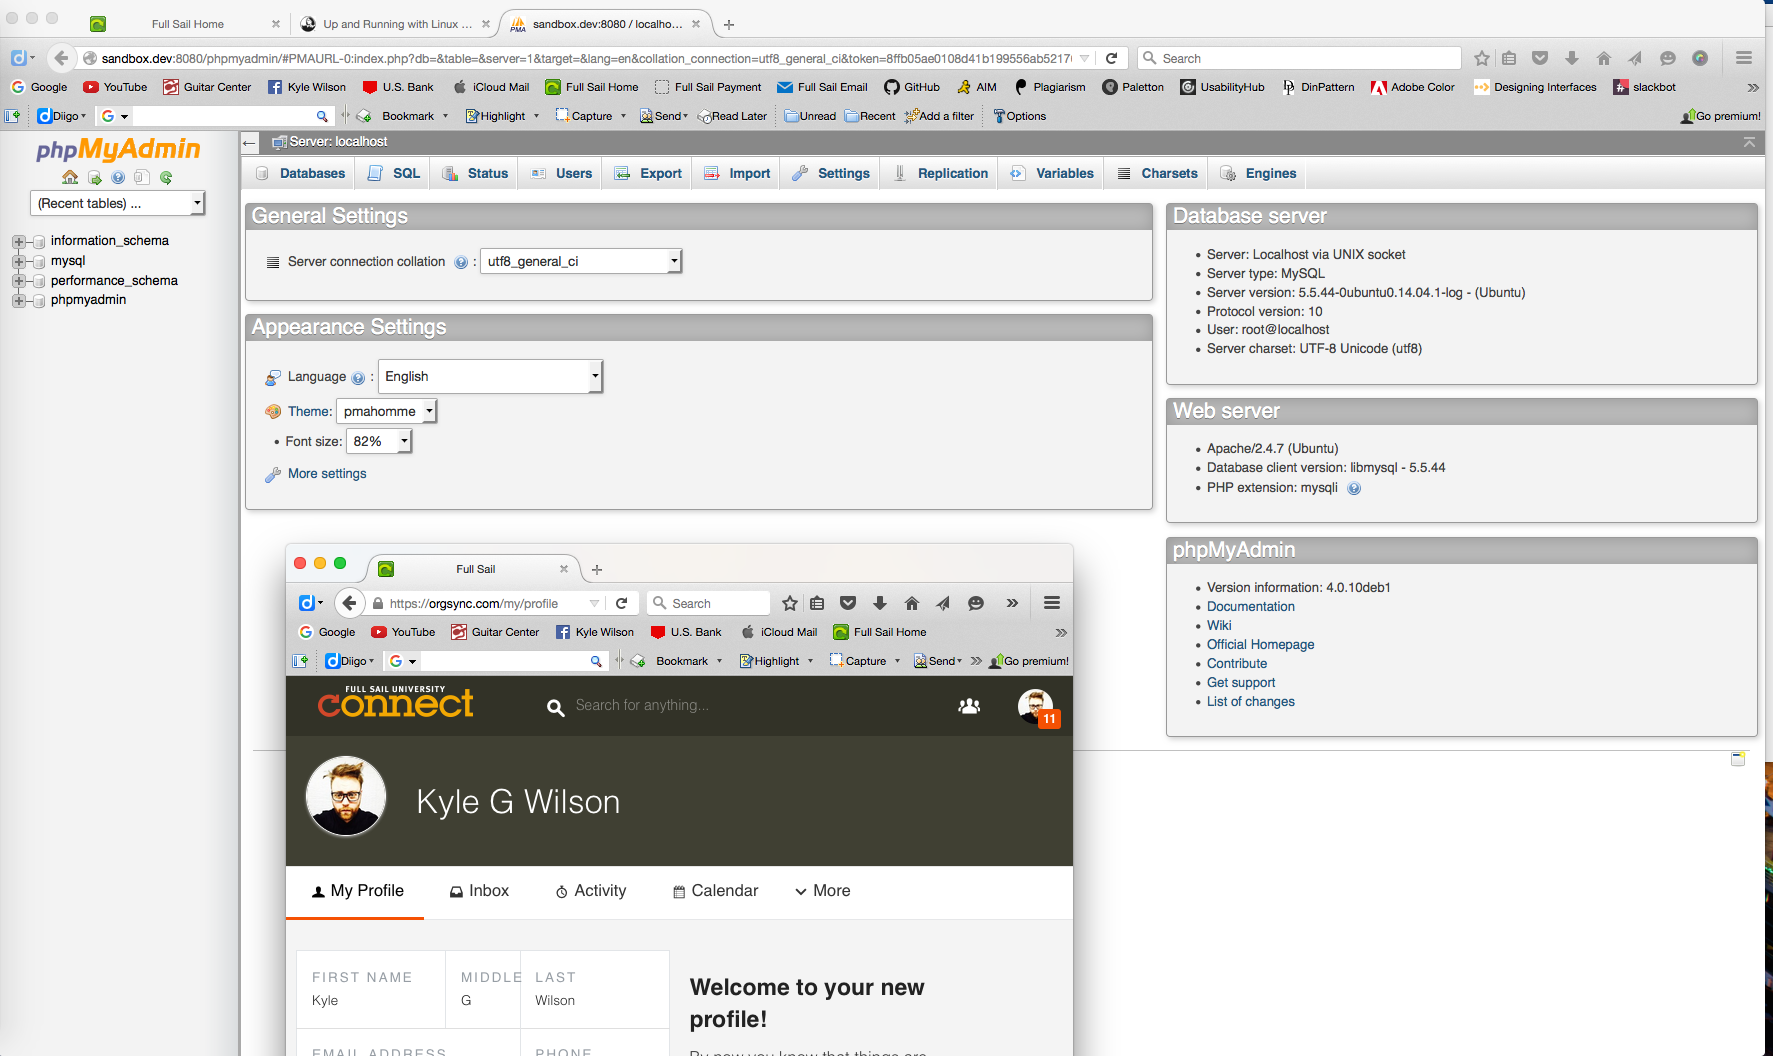 Full Sail Home
Up and Running with Linux ...
sandbox.dev:8080 / localho...
sandbox.dev:8080/phpmyadmin/#PMAURL-0:index.php?db=&table=&server=1&target=&lang=en&collation_connection=utf8_general_ci&token=8ffb05ae0108d41b199556ab5217
Search
Google YouTube Guitar Center Kyle Wilson U.S. Bank iCloud Mail Full Sail Home Full Sail Payment Full Sail Email GitHub AIM Plagiarism Paletton UsabilityHub DinPattern Adobe Color Designing Interfaces slackbot
Diigo Bookmark Highlight Capture Send Read Later Unread Recent Add a filter Options Go premium!
phpMyAdmin
(Recent tables) ...
information_schema
mysql
performance_schema
phpmyadmin
Server: localhost
Databases SQL Status Users Export Import Settings Replication Variables Charsets Engines
General Settings
Server connection collation : utf8_general_ci
Appearance Settings
Language : English
Theme: pmahomme
• Font size: 82%
More settings
Database server
• Server: Localhost via UNIX socket
• Server type: MySQL
• Server version: 5.5.44-0ubuntu0.14.04.1-log - (Ubuntu)
• Protocol version: 10
• User: root@localhost
• Server charset: UTF-8 Unicode (utf8)
Web server
• Apache/2.4.7 (Ubuntu)
• Database client version: libmysql - 5.5.44
• PHP extension: mysqli
phpMyAdmin
• Version information: 4.0.10deb1
• Documentation
• Wiki
• Official Homepage
• Contribute
• Get support
• List of changes
Full Sail
https://orgsync.com/my/profile
Search
Google YouTube Guitar Center Kyle Wilson U.S. Bank iCloud Mail Full Sail Home
Diigo Bookmark Highlight Capture Send Go premium!
FULL SAIL UNIVERSITY
connect
Search for anything...
11
Kyle G Wilson
My Profile Inbox Activity Calendar More
FIRST NAME MIDDLE LAST
Kyle G Wilson
EMAIL ADDRESS PHONE
Welcome to your new
profile!
By now you know that things are